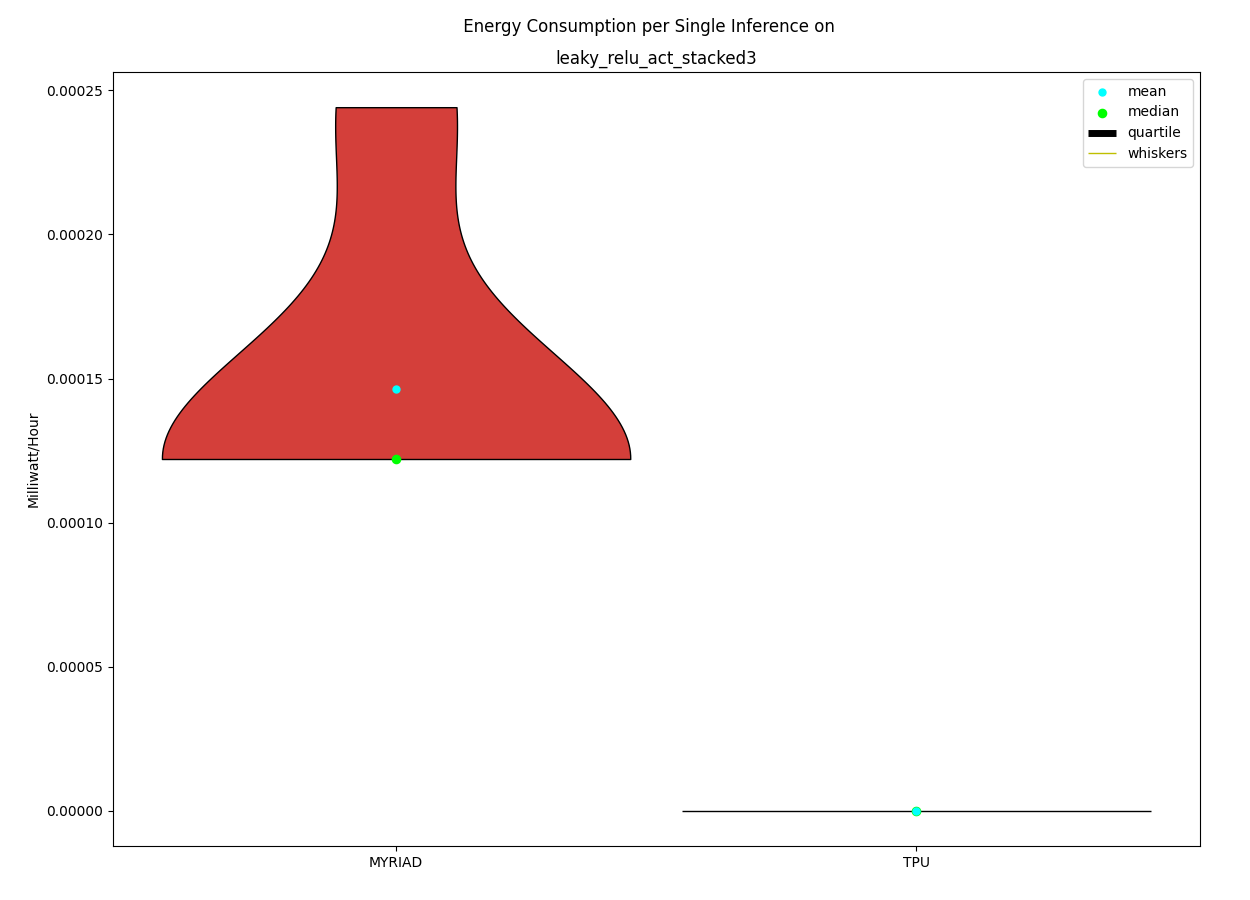 Energy Consumption per Single Inference on
leaky_relu_act_stacked3
0.00025
0.00020
0.00015
0.00010
0.00005
0.00000
Milliwatt/Hour
mean
median
quartile
whiskers
MYRIAD
TPU